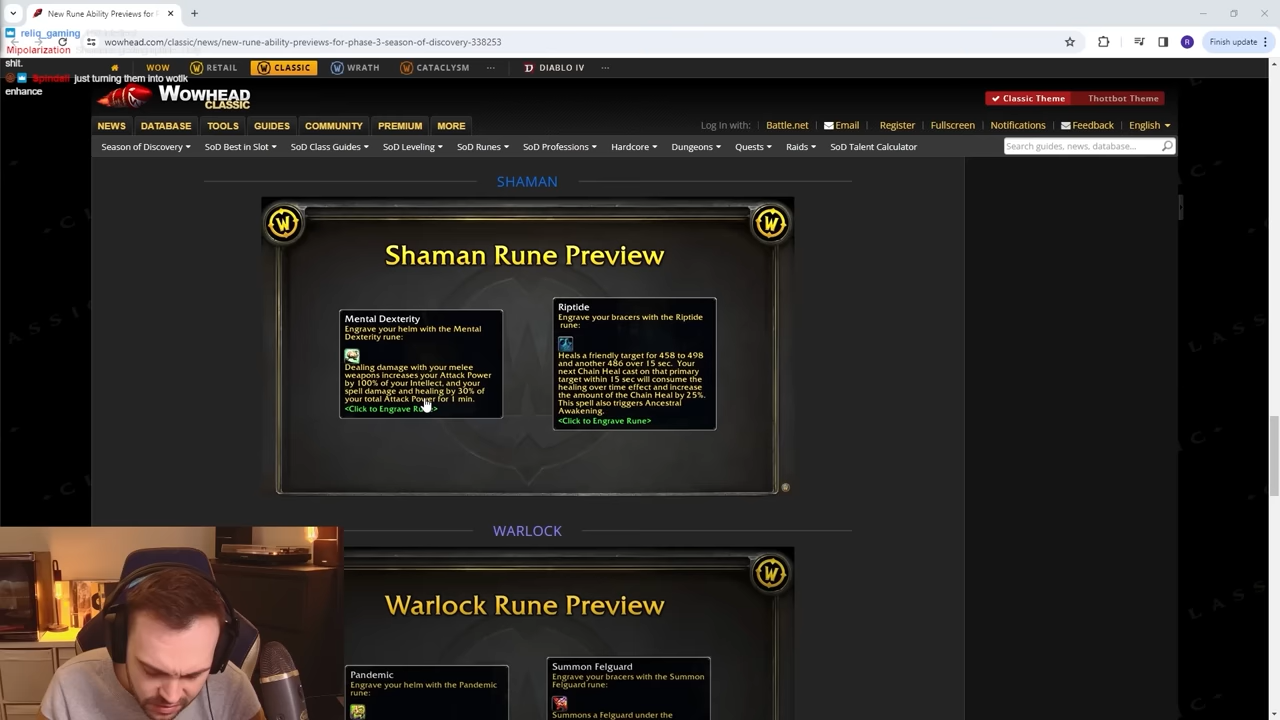 New Rune Ability Previews for P
Finish update
wowhead.com/classic/news/new-rune-ability-previews-for-phase-3-season-of-discovery-338253
reliq_gaming
Mipolarization
shit.
Spindall just turning them into wotlk
enhance
WOW
RETAIL
CLASSIC
WRATH
CATACLYSM
DIABLO IV
WOWHEAD
CLASSIC
Classic Theme
Thottbot Theme
NEWS
DATABASE
TOOLS
GUIDES
COMMUNITY
PREMIUM
MORE
Log In with:
Battle.net
Email
Register
Fullscreen
Notifications
Feedback
English
Season of Discovery
SoD Best in Slot
SoD Class Guides
SoD Leveling
SoD Runes
SoD Professions
Hardcore
Dungeons
Quests
Raids
SoD Talent Calculator
Search guides, news, database...
SHAMAN
Shaman Rune Preview
Mental Dexterity
Engrave your helm with the Mental
Dexterity rune:
Dealing damage with your melee
weapons increases your Attack Power
by 100% of your Intellect, and your
spell damage and healing by 30% of
your total Attack Power for 1 min.
<Click to Engrave Rune>
Riptide
Engrave your bracers with the Riptide
rune:
Heals a friendly target for 458 to 498
and another 486 over 15 sec. Your
next Chain Heal cast on that primary
target within 15 sec will consume the
healing over time effect and increase
the amount of the Chain Heal by 25%.
This spell also triggers Ancestral
Awakening.
<Click to Engrave Rune>
WARLOCK
Warlock Rune Preview
Pandemic
Engrave your helm with the Pandemic
rune:
Summon Felguard
Engrave your bracers with the Summon
Felguard rune:
Summons a Felguard under the